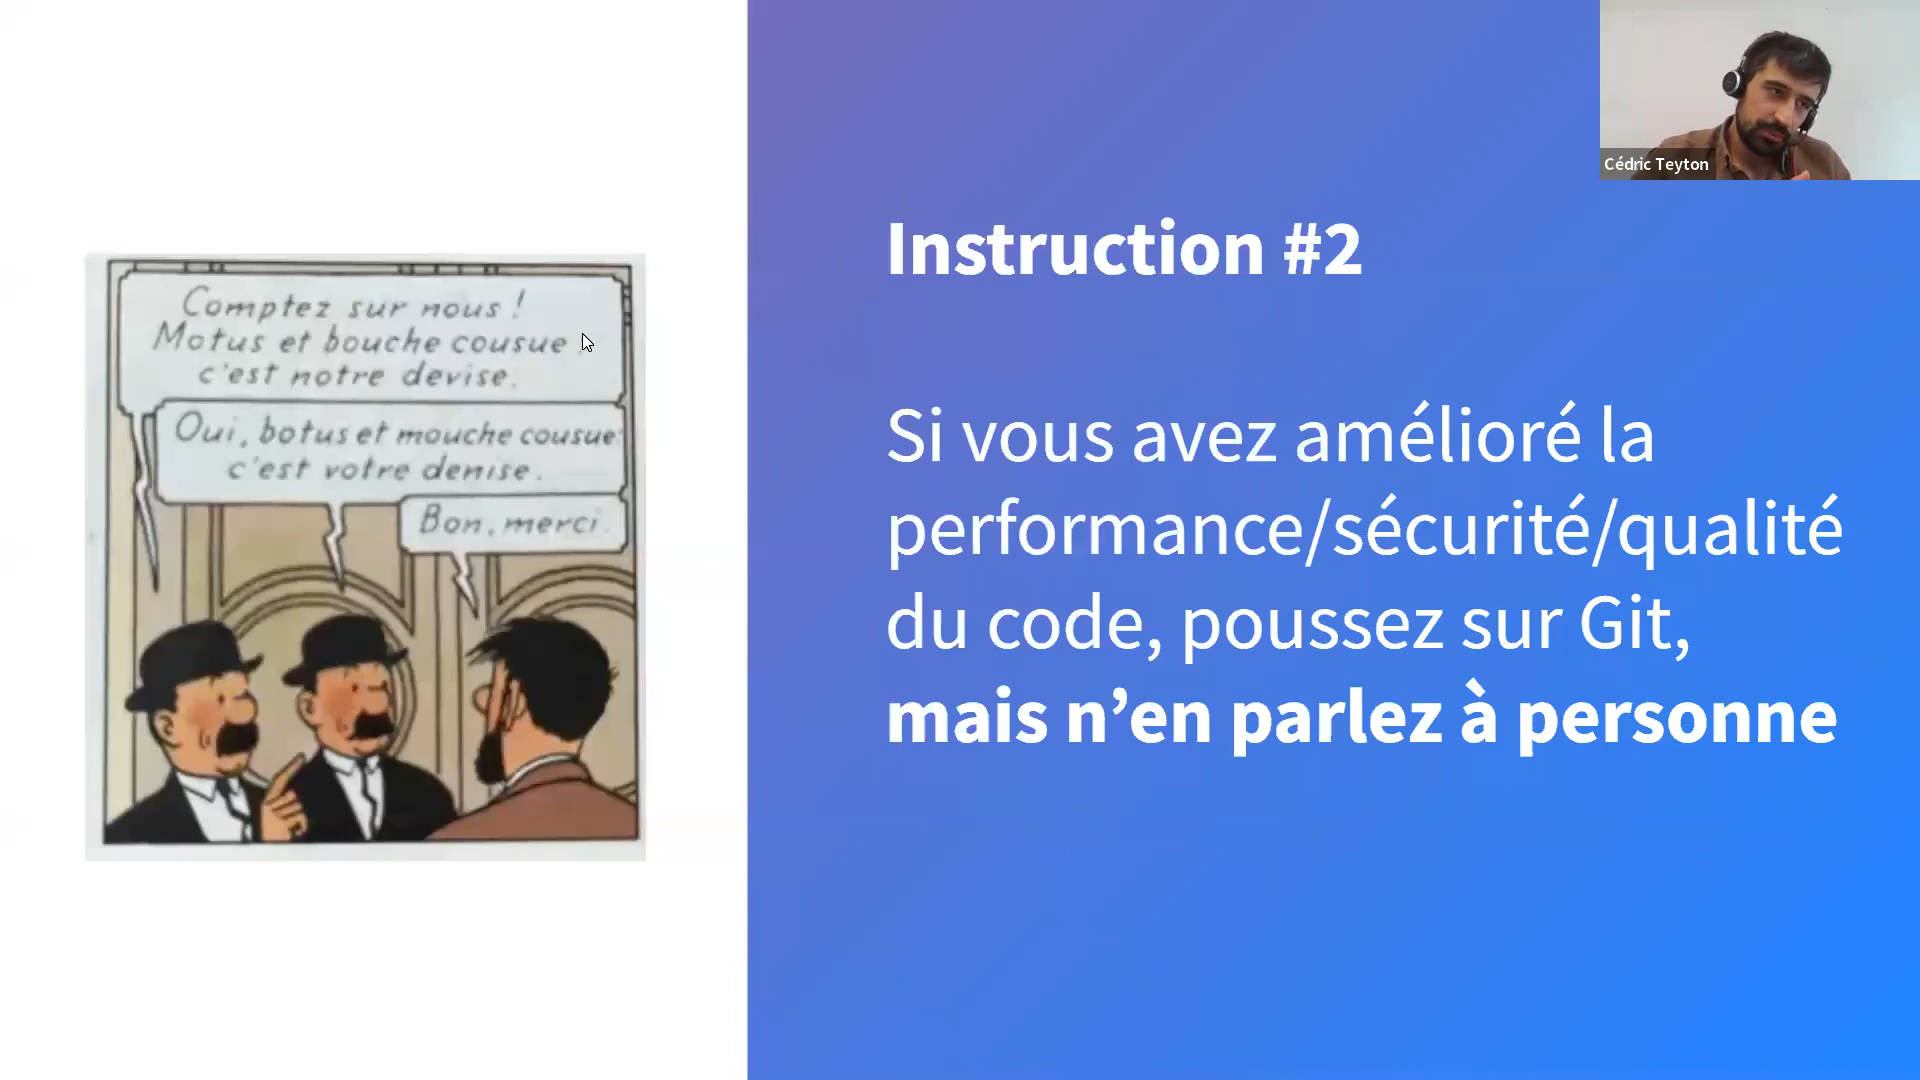 Comptez sur nous !
Motus et bouche cousue
c'est notre devise.
Oui, botus et mouche cousue:
c'est votre denise.
Bon, merci.
Instruction #2
Si vous avez amélioré la
performance/sécurité/qualité
du code, poussez sur Git,
mais n’en parlez à personne
Cédric Teyton